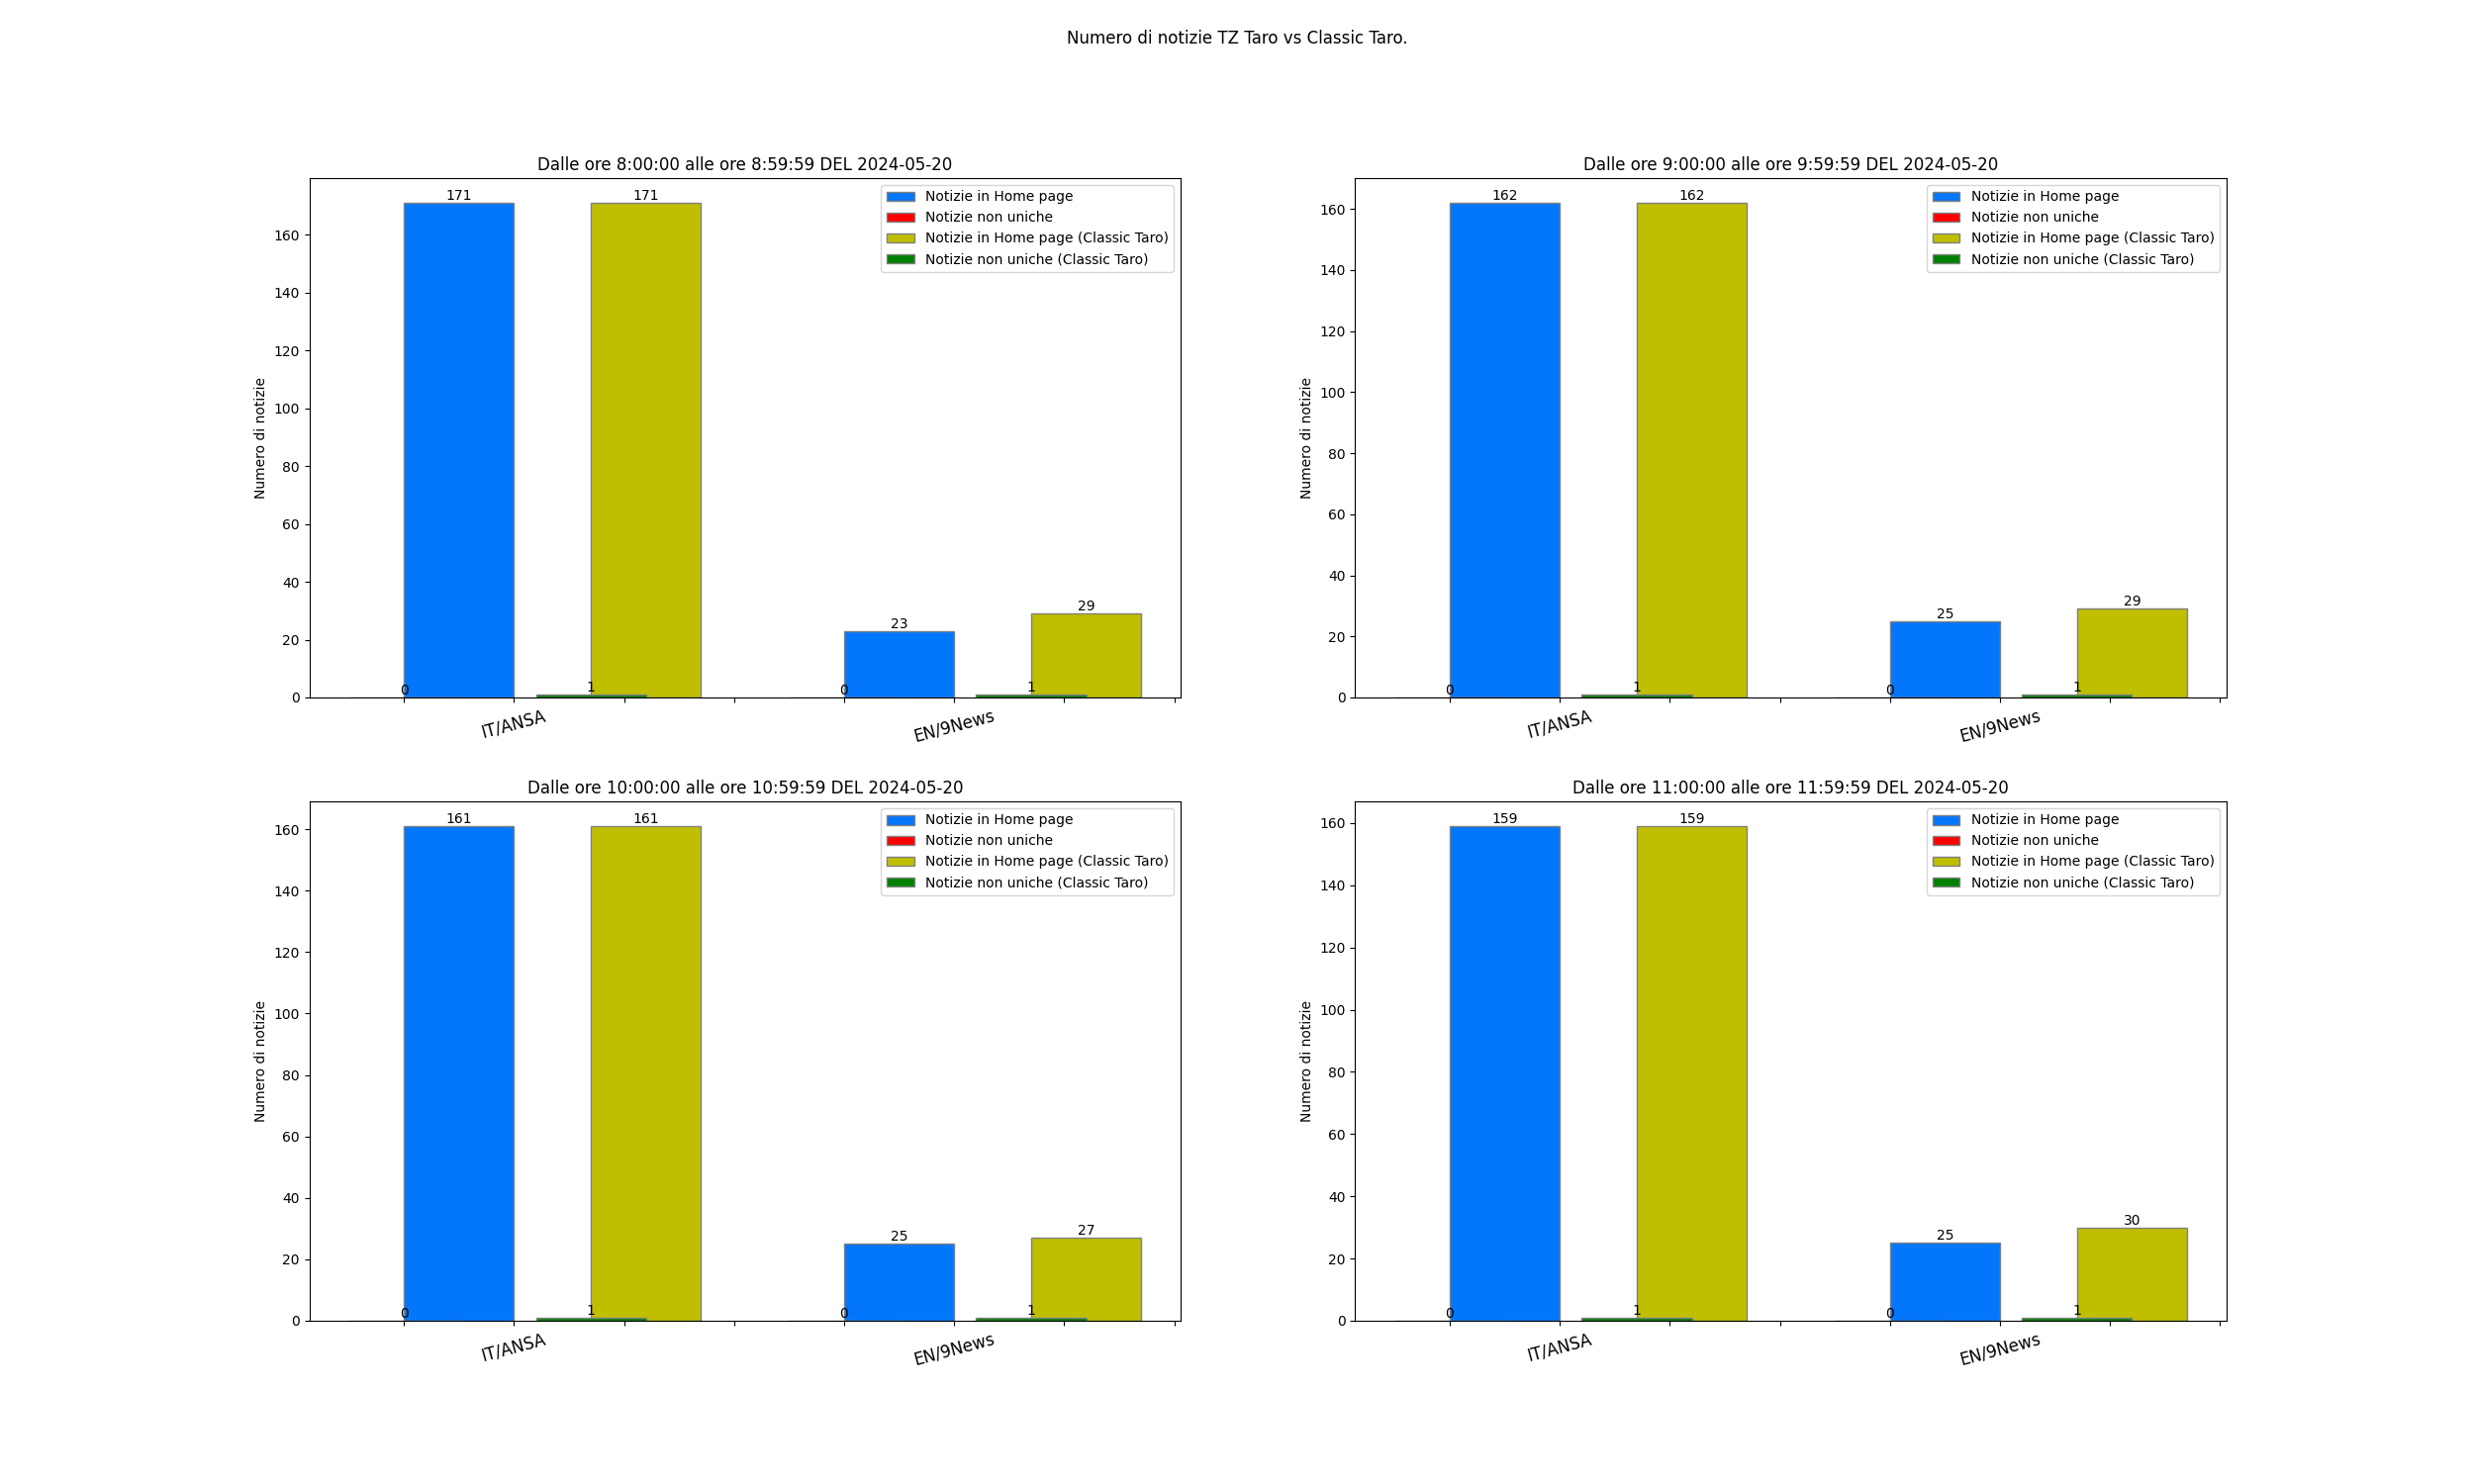 Numero di notizie TZ Taro vs Classic Taro.
Dalle ore 8:00:00 alle ore 8:59:59 DEL 2024-05-20
Numero di notizie
160
140
120
100
80
60
40
20
0
171
171
23
29
0
1
0
1
IT/ANSA
EN/9News
Notizie in Home page
Notizie non uniche
Notizie in Home page (Classic Taro)
Notizie non uniche (Classic Taro)
Dalle ore 9:00:00 alle ore 9:59:59 DEL 2024-05-20
Numero di notizie
160
140
120
100
80
60
40
20
0
162
162
25
29
0
1
0
1
IT/ANSA
EN/9News
Notizie in Home page
Notizie non uniche
Notizie in Home page (Classic Taro)
Notizie non uniche (Classic Taro)
Dalle ore 10:00:00 alle ore 10:59:59 DEL 2024-05-20
Numero di notizie
160
140
120
100
80
60
40
20
0
161
161
25
27
0
1
0
1
IT/ANSA
EN/9News
Notizie in Home page
Notizie non uniche
Notizie in Home page (Classic Taro)
Notizie non uniche (Classic Taro)
Dalle ore 11:00:00 alle ore 11:59:59 DEL 2024-05-20
Numero di notizie
160
140
120
100
80
60
40
20
0
159
159
25
30
0
1
0
1
IT/ANSA
EN/9News
Notizie in Home page
Notizie non uniche
Notizie in Home page (Classic Taro)
Notizie non uniche (Classic Taro)